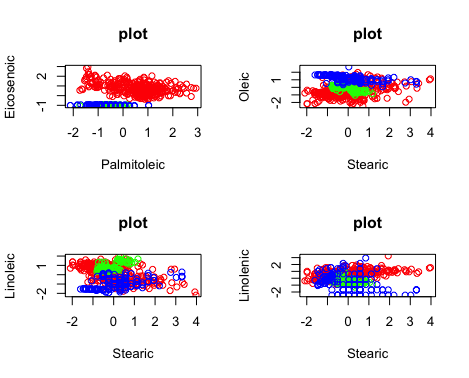 plot
Eicosenoic
2
-1
-2 -1 0 1 2 3
Palmitoleic
plot
Oleic
2
-2
-2 0 1 2 3 4
Stearic
plot
Linoleic
1
-2
-2 0 1 2 3 4
Stearic
plot
Linolenic
2
-2
-2 0 1 2 3 4
Stearic